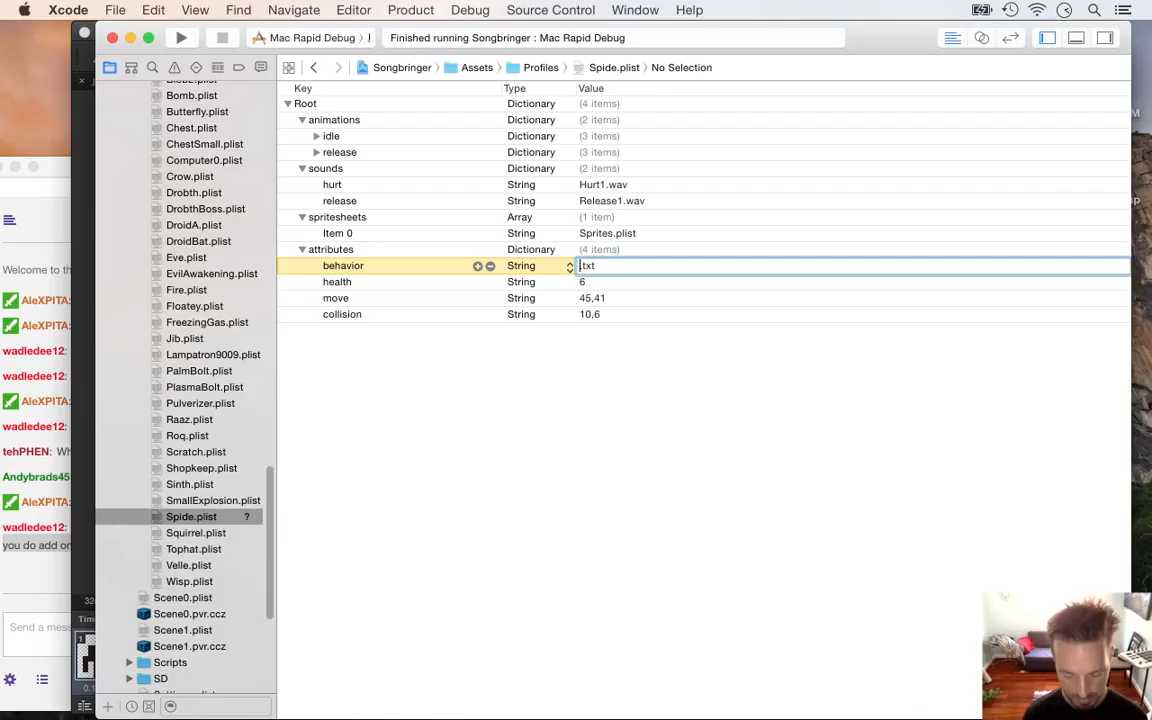 Xcode File Edit View Find Navigate Editor Product Debug Source Control Window Help
Mac Rapid Debug Finished running Songbringer : Mac Rapid Debug
Songbringer Assets Profiles Spide.plist No Selection
Key Type Value
Root Dictionary (4 items)
animations Dictionary (2 items)
idle Dictionary (3 items)
release Dictionary (3 items)
sounds Dictionary (2 items)
hurt String Hurt1.wav
release String Release1.wav
spritesheets Array (1 item)
Item 0 String Sprites.plist
attributes Dictionary (4 items)
behavior String .txt
health String 6
move String 45,41
collision String 10,6
Bomb.plist
Butterfly.plist
Chest.plist
ChestSmall.plist
Computer0.plist
Crow.plist
Drobth.plist
DrobthBoss.plist
DroidA.plist
DroidBat.plist
Eve.plist
EvilAwakening.plist
Fire.plist
Floatey.plist
FreezingGas.plist
Jib.plist
Lampatron9009.plist
PalmBolt.plist
PlasmaBolt.plist
Pulverizer.plist
Raaz.plist
Roq.plist
Scratch.plist
Shopkeep.plist
Sinth.plist
SmallExplosion.plist
Spide.plist ?
Squirrel.plist
Tophat.plist
Velle.plist
Wisp.plist
Scene0.plist
Scene0.pvr.ccz
Scene1.plist
Scene1.pvr.ccz
Scripts
SD
Welcome to th
AleXPITA:
AleXPITA:
wadledee12:
wadledee12:
AleXPITA:
wadledee12:
tehPHEN: Wh
Andybrads45
AleXPITA:
wadledee12:
you do add on
Send a mess